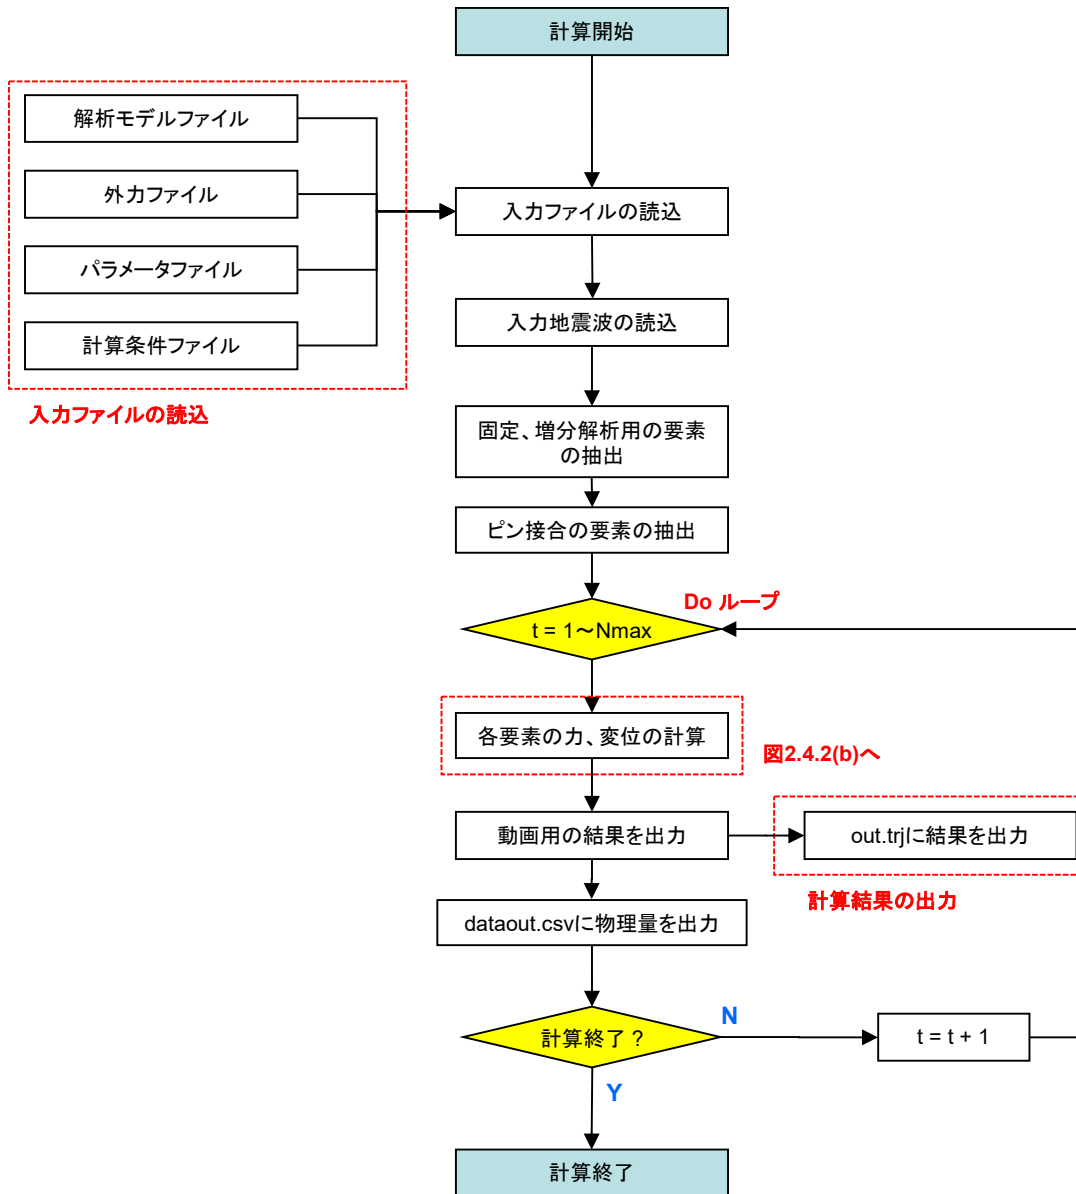 計算開始
解析モデルファイル
外力ファイル
パラメータファイル
計算条件ファイル
入力ファイルの読込
入力ファイルの読込
入力地震波の読込
固定、増分解析用の要素
の抽出
ピン接合の要素の抽出
Do ループ
t = 1～Nmax
各要素の力、変位の計算
図2.4.2(b)へ
動画用の結果を出力
out.trjに結果を出力
計算結果の出力
dataout.csvに物理量を出力
計算終了？
N
t = t + 1
Y
計算終了